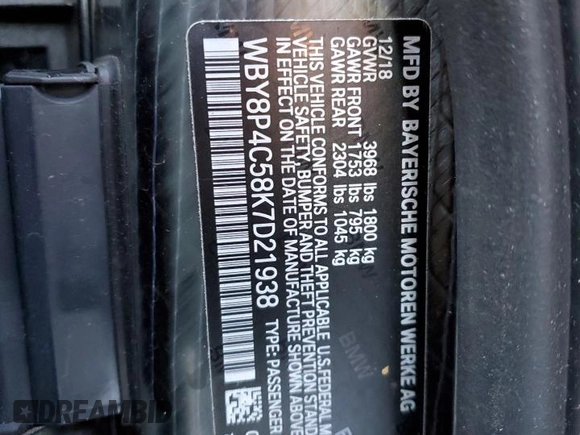 MFD BY BAYERISCHE MOTOREN WERKE AG
12/18
GVWR 3968 lbs 1800 kg
GAWR FRONT 1753 lbs 795 kg
GAWR REAR 2304 lbs 1045 kg
THIS VEHICLE CONFORMS TO ALL APPLICABLE U.S. FEDERAL
VEHICLE SAFETY, BUMPER AND THEFT PREVENTION STAND
EFFECT ON THE DATE OF MANUFACTURE SHOWN ABOVE
WBY8P4C58K7D21938 TYPE: PASSENGER
BMW
DREAMBID